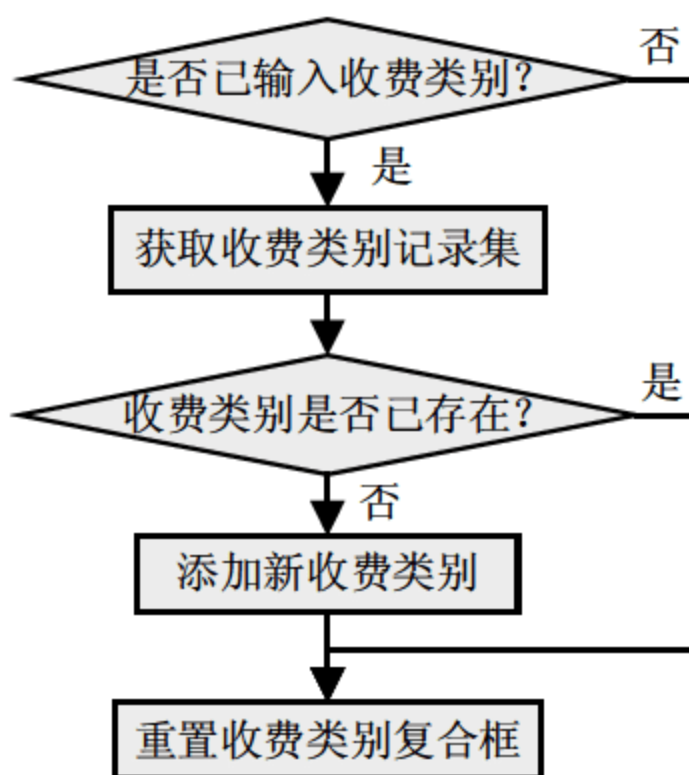 是否已输入收费类别?
否
是
获取收费类别记录集
收费类别是否已存在?
是
否
添加新收费类别
重置收费类别复合框